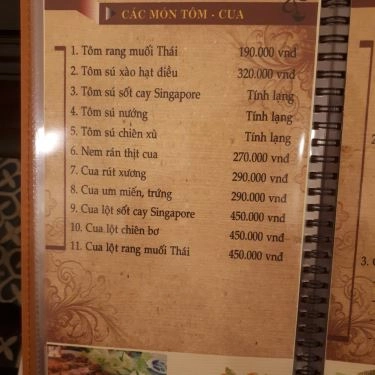 CÁC MÓN TÔM - CUA
1. Tôm rang muối Thái 190.000 vnđ
2. Tôm sú xào hạt điều 320.000 vnđ
3. Tôm sú sốt cay Singapore Tính lạng
4. Tôm sú nướng Tính lạng
5. Tôm sú chiên xù Tính lạng
6. Nem rán thịt cua 270.000 vnđ
7. Cua rút xương 290.000 vnđ
8. Cua um miến, trứng 290.000 vnđ
9. Cua lột sốt cay Singapore 450.000 vnđ
10. Cua lột chiên bơ 450.000 vnđ
11. Cua lột rang muối Thái 450.000 vnđ
3.